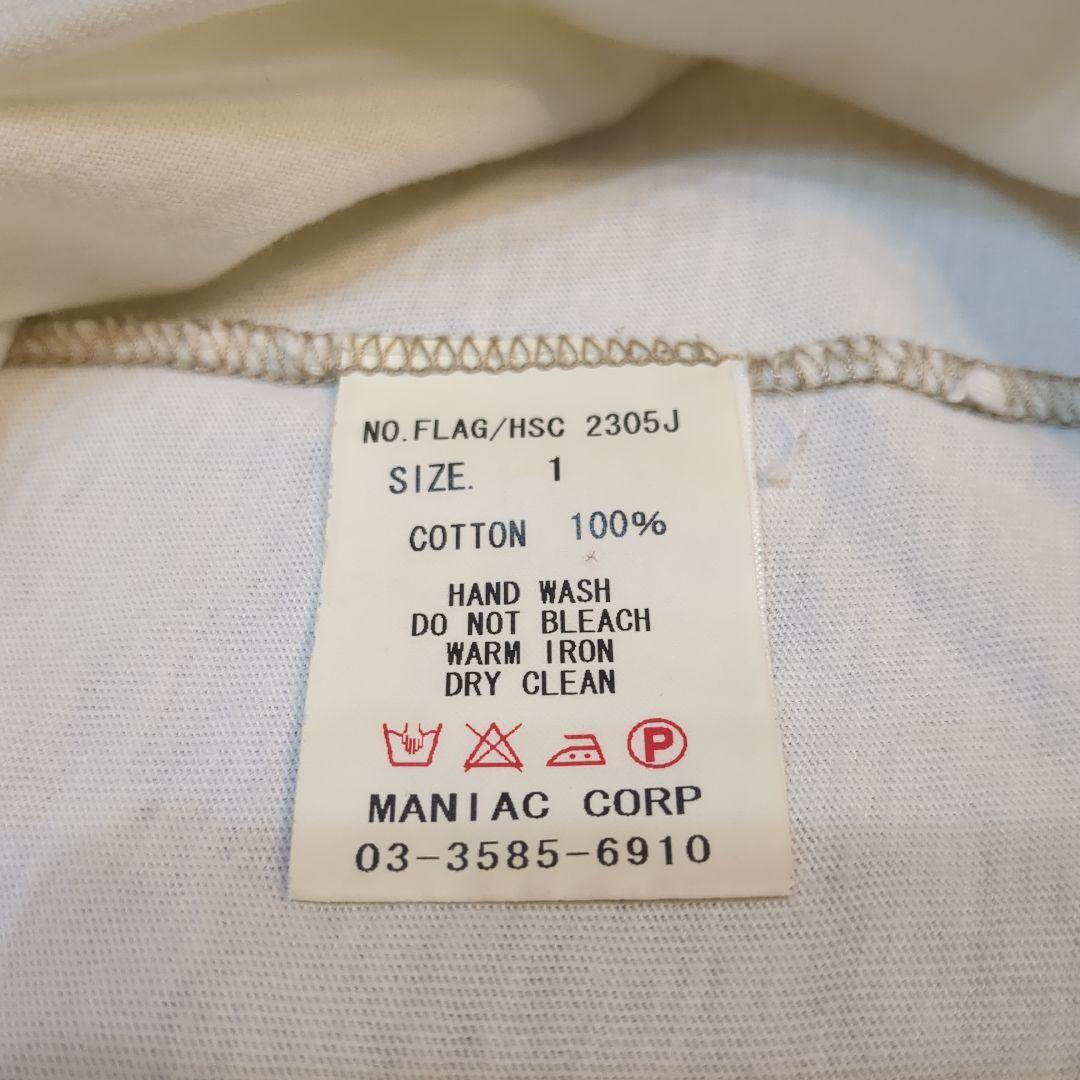 NO.FLAG/HSC 2305J
SIZE. 1
COTTON 100%
HAND WASH
DO NOT BLEACH
WARM IRON
DRY CLEAN
P
MANIAC CORP
03-3585-6910